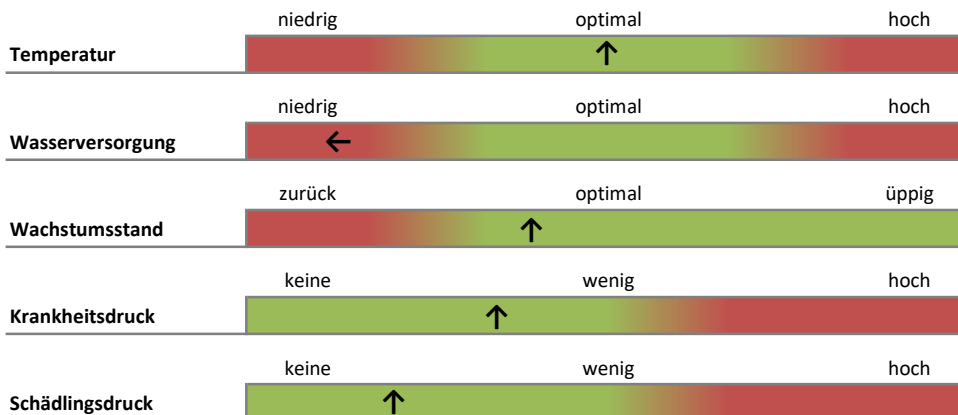 niedrig optimal hoch
Temperatur
niedrig optimal hoch
Wasserversorgung
zurück optimal üppig
Wachstumsstand
keine wenig hoch
Krankheitsdruck
keine wenig hoch
Schädlingsdruck